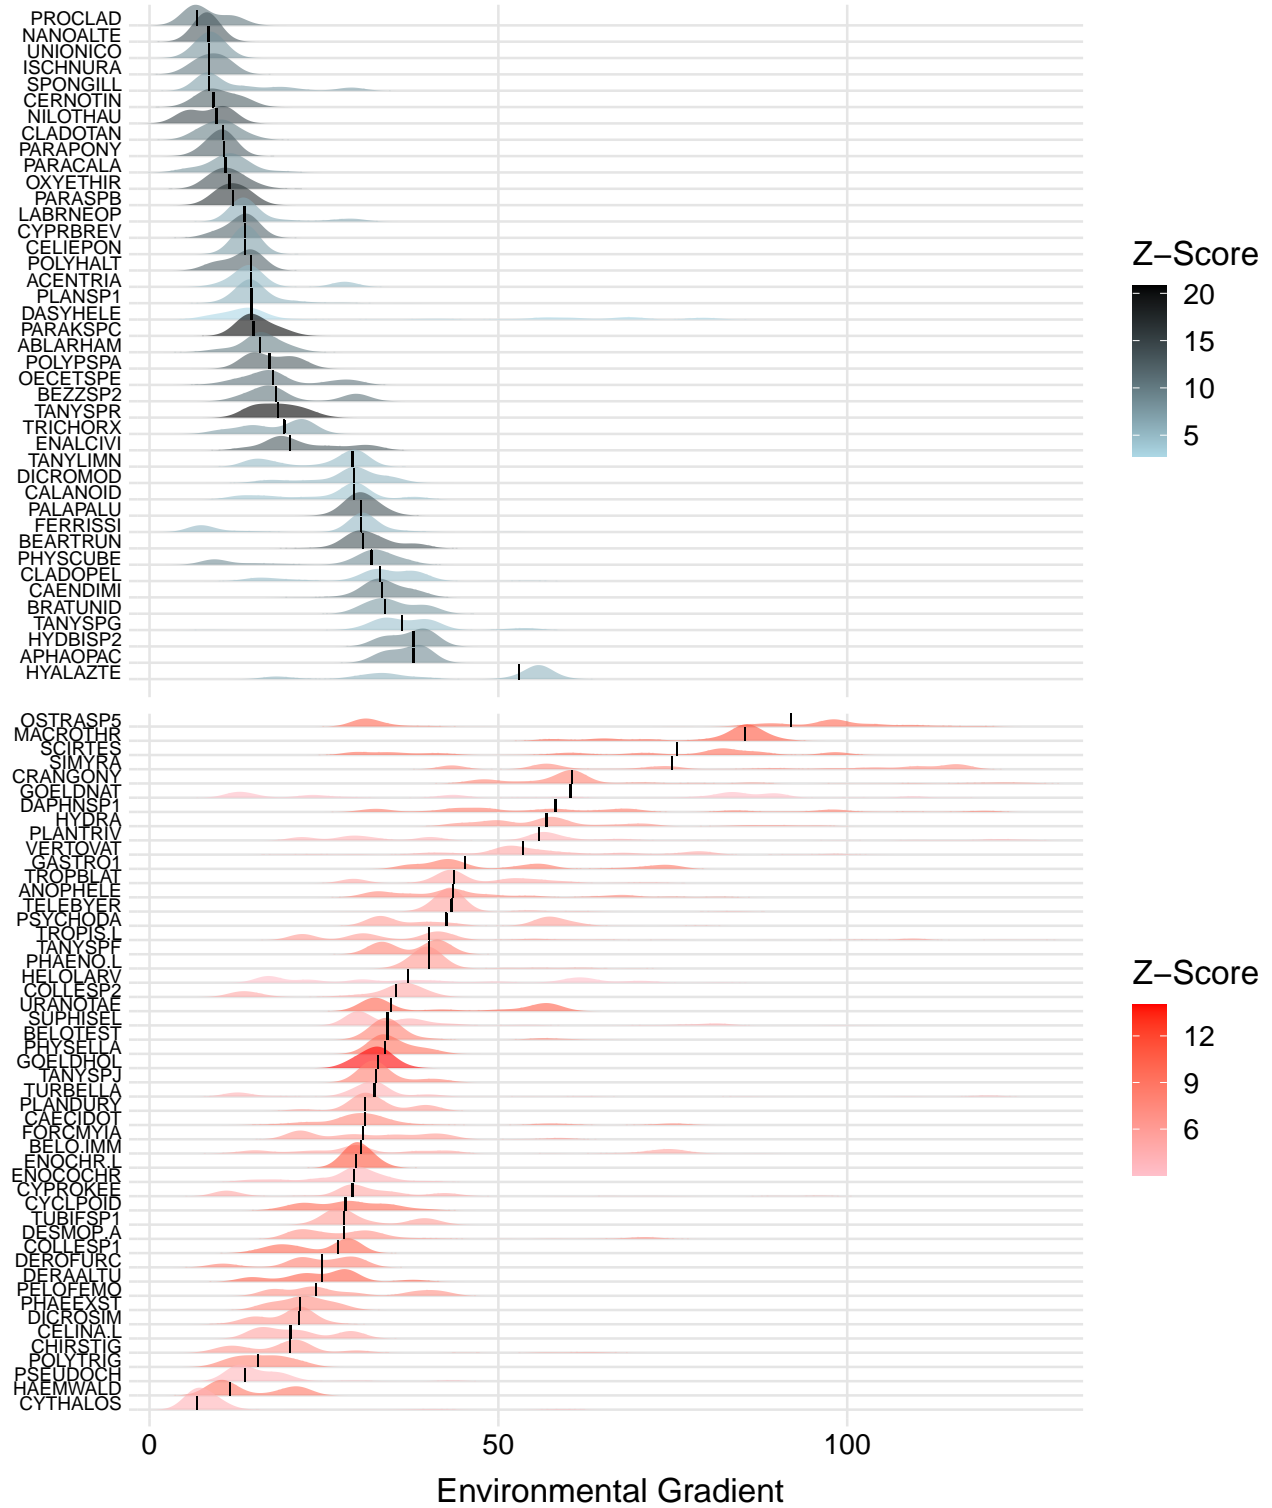 PROCLAD
NANOALTE
UNIONICO
ISCHNURA
SPONGILL
CERNOTIN
NILOTHAU
CLADOTAN
PARAPONY
PARACALA
OXYETHIR
PARASPB
LABRNEOP
CYPRBREV
CELIEPON
POLYHALT
ACENTRIA
PLANSP1
DASYHELE
PARAKSPC
ABLARHAM
POLYPSPA
OECETSPE
BEZZSP2
TANYSPR
TRICHORX
ENALCIVI
TANYLIMN
DICROMOD
CALANOID
PALAPALU
FERRISSI
BEARTRUN
PHYSCUBE
CLADOPEL
CAENDIMI
BRATUNID
TANYSPG
HYDBISP2
APHAOPAC
HYALAZTE
Z−Score
20
15
10
5
OSTRASP5
MACROTHR
SCIRTES
SIMYRA
CRANGONY
GOELDNAT
DAPHNSP1
HYDRA
PLANTRIV
VERTOVAT
GASTRO1
TROPBLAT
ANOPHELE
TELEBYER
PSYCHODA
TROPIS.L
TANYSPF
PHAENO.L
HELOLARV
COLLESP2
URANOTAE
SUPHISEL
BELOTEST
PHYSELLA
GOELDHOL
TANYSPJ
TURBELLA
PLANDURY
CAECIDOT
FORCMYIA
BELO.IMM
ENOCHR.L
ENOCOCHR
CYPROKEE
CYCLPOID
TUBIFSP1
DESMOP.A
COLLESP1
DEROFURC
DERAALTU
PELOFEMO
PHAEEXST
DICROSIM
CELINA.L
CHIRSTIG
POLYTRIG
PSEUDOCH
HAEMWALD
CYTHALOS
Z−Score
12
9
6
0 50 100
Environmental Gradient